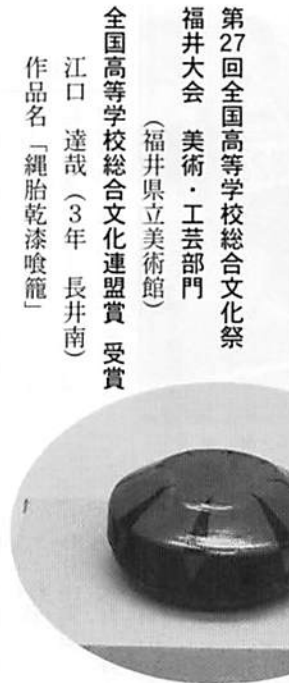 第27回全国高等学校総合文化祭
福井大会　美術・工芸部門
（福井県立美術館）
全国高等学校総合文化連盟賞　受賞
江口　達哉（3年　長井南）
作品名「縄胎乾漆喰籠」